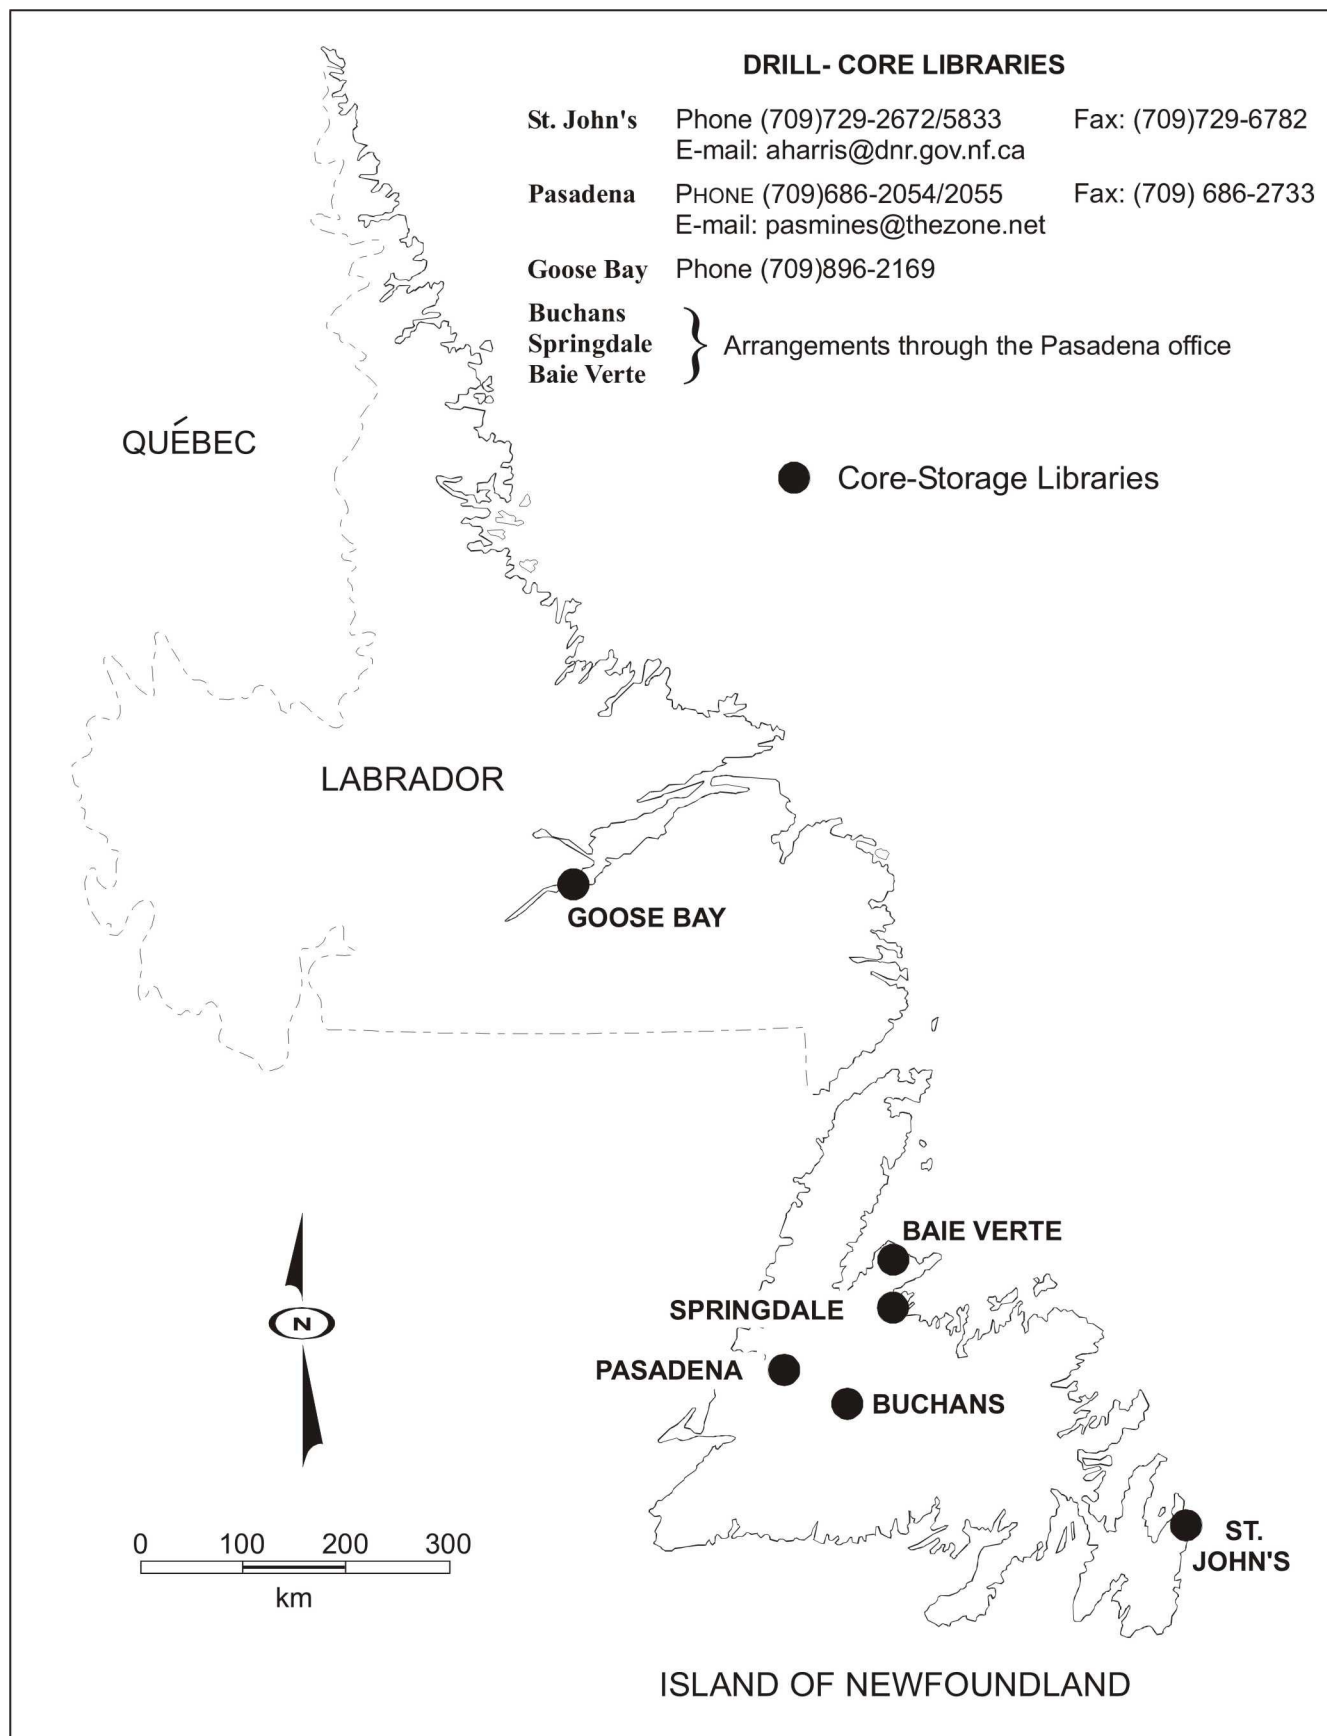 DRILL- CORE LIBRARIES
St. John's Phone (709)729-2672/5833 Fax: (709)729-6782
E-mail: aharris@dnr.gov.nf.ca
Pasadena PHONE (709)686-2054/2055 Fax: (709) 686-2733
E-mail: pasmines@thezone.net
Goose Bay Phone (709)896-2169
Buchans
Springdale } Arrangements through the Pasadena office
Baie Verte
QUÉBEC
Core-Storage Libraries
LABRADOR
GOOSE BAY
BAIE VERTE
SPRINGDALE
PASADENA
BUCHANS
N
ST.
JOHN'S
0 100 200 300
km
ISLAND OF NEWFOUNDLAND